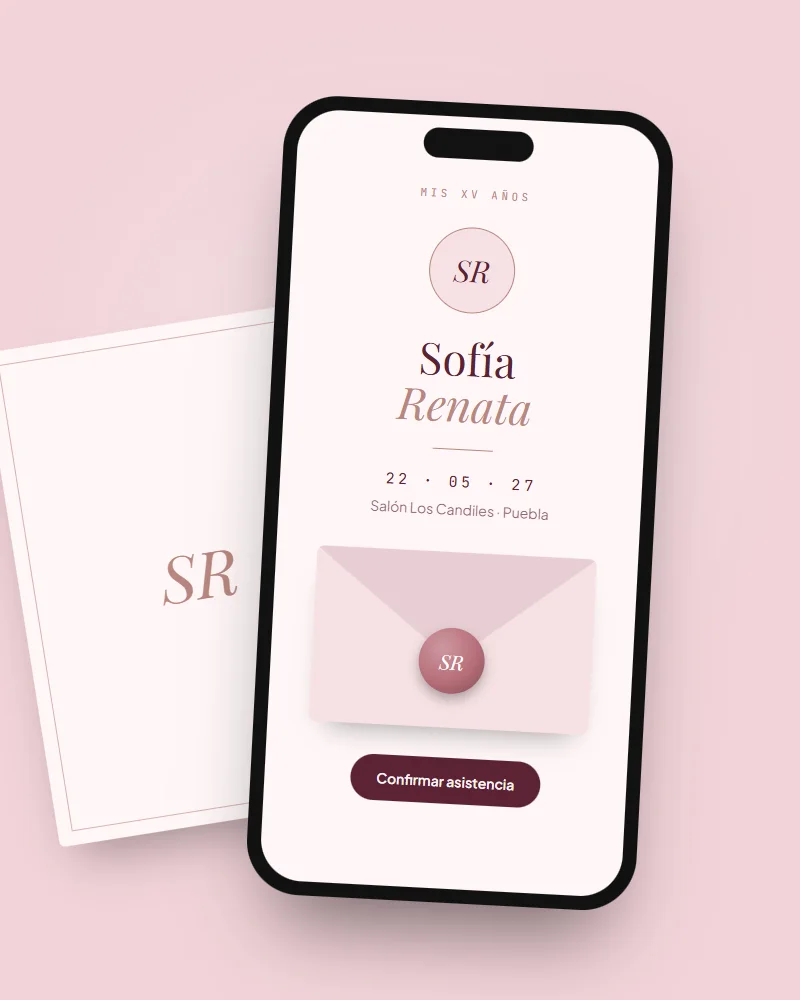 MIS XV AÑOS
SR
Sofía
Renata
22 · 05 · 27
Salón Los Candiles · Puebla
SR
SR
Confirmar asistencia